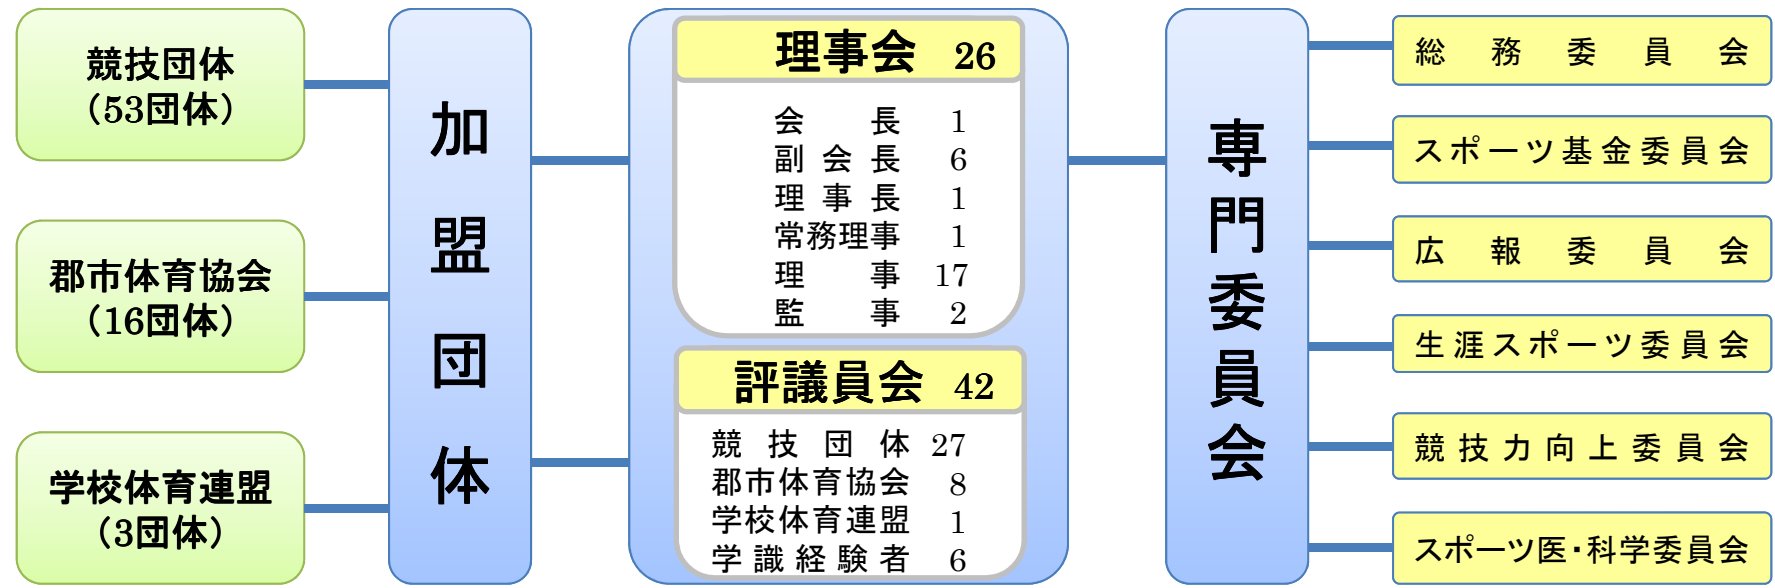 競技団体
（53団体）
郡市体育協会
（16団体）
学校体育連盟
（3団体）
加盟団体
理事会 26
会長 1
副会長 6
理事長 1
常務理事 1
理事 17
監事 2
評議員会 42
競技団体 27
郡市体育協会 8
学校体育連盟 1
学識経験者 6
専門委員会
総務委員会
スポーツ基金委員会
広報委員会
生涯スポーツ委員会
競技力向上委員会
スポーツ医・科学委員会